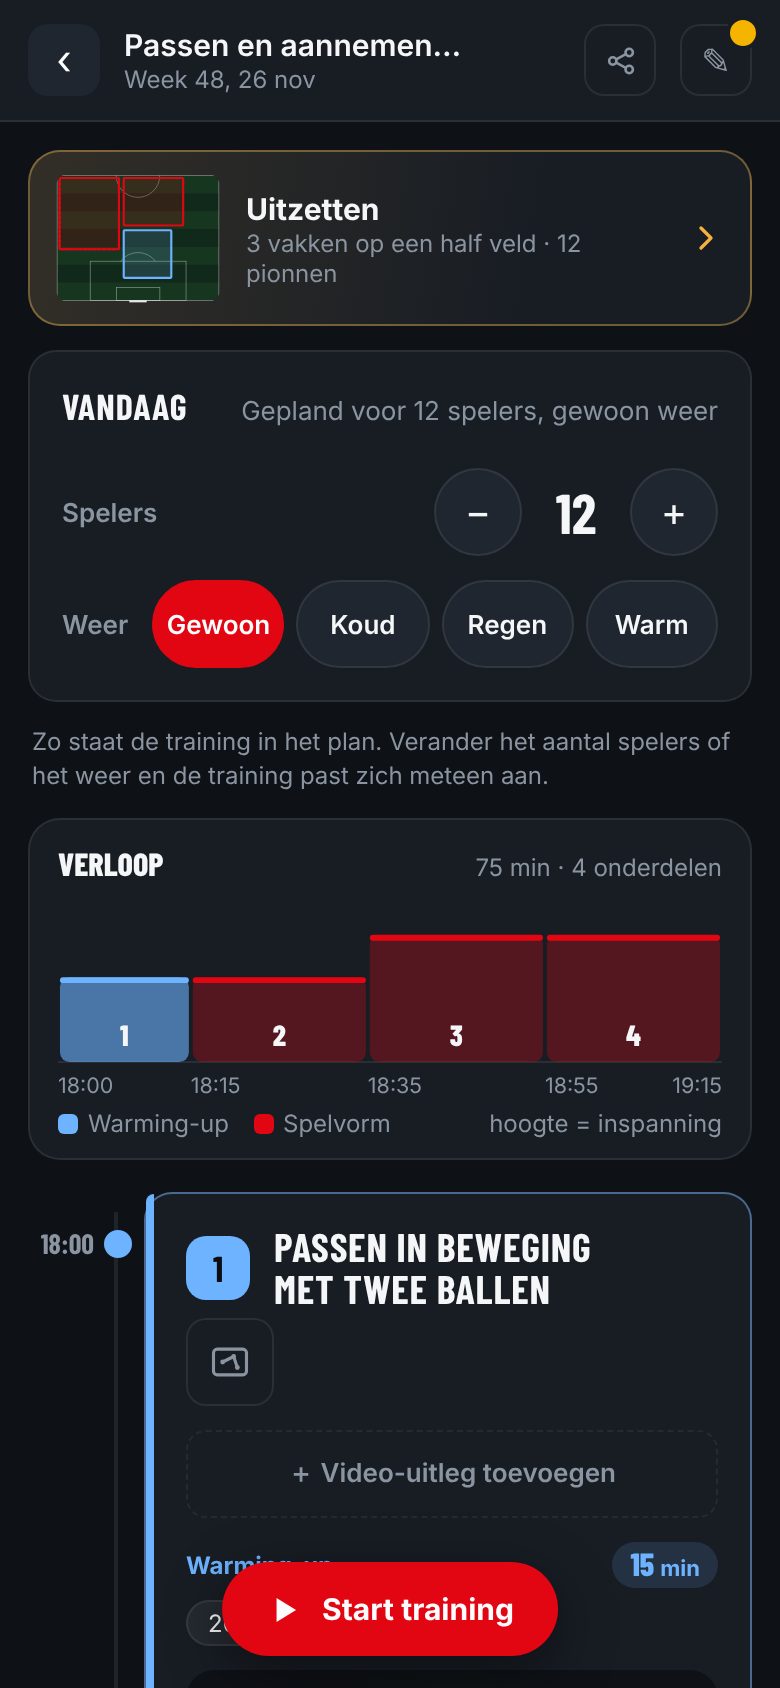 Passen en aannemen...
Week 48, 26 nov
Uitzetten
3 vakken op een half veld · 12
pionnen
VANDAAG Gepland voor 12 spelers, gewoon weer
Spelers − 12 +
Weer Gewoon Koud Regen Warm
Zo staat de training in het plan. Verander het aantal spelers of
het weer en de training past zich meteen aan.
VERLOOP 75 min · 4 onderdelen
1 2 3 4
18:00 18:15 18:35 18:55 19:15
Warming-up Spelvorm hoogte = inspanning
18:00
1 PASSEN IN BEWEGING
MET TWEE BALLEN
+ Video-uitleg toevoegen
15 min
Start training